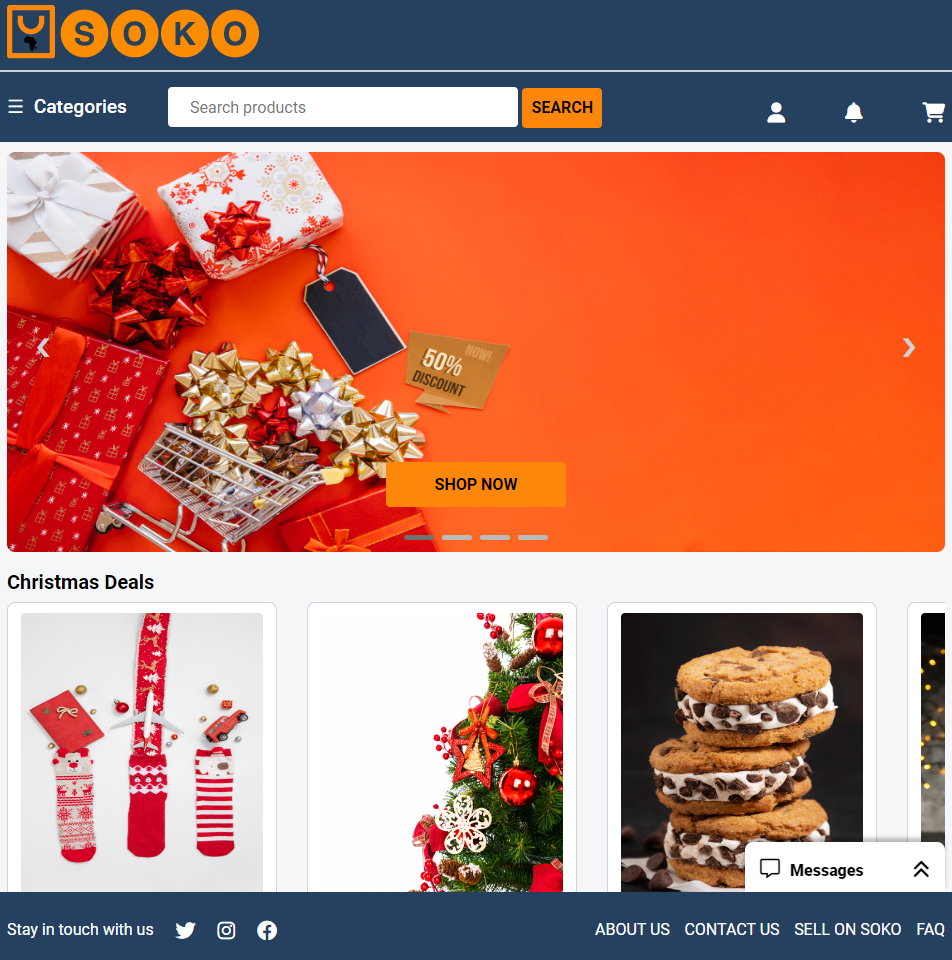 SOKO
☰ Categories
Search products
SEARCH
NOW!
50%
DISCOUNT
SHOP NOW
Christmas Deals
Messages
Stay in touch with us
ABOUT US CONTACT US SELL ON SOKO FAQ